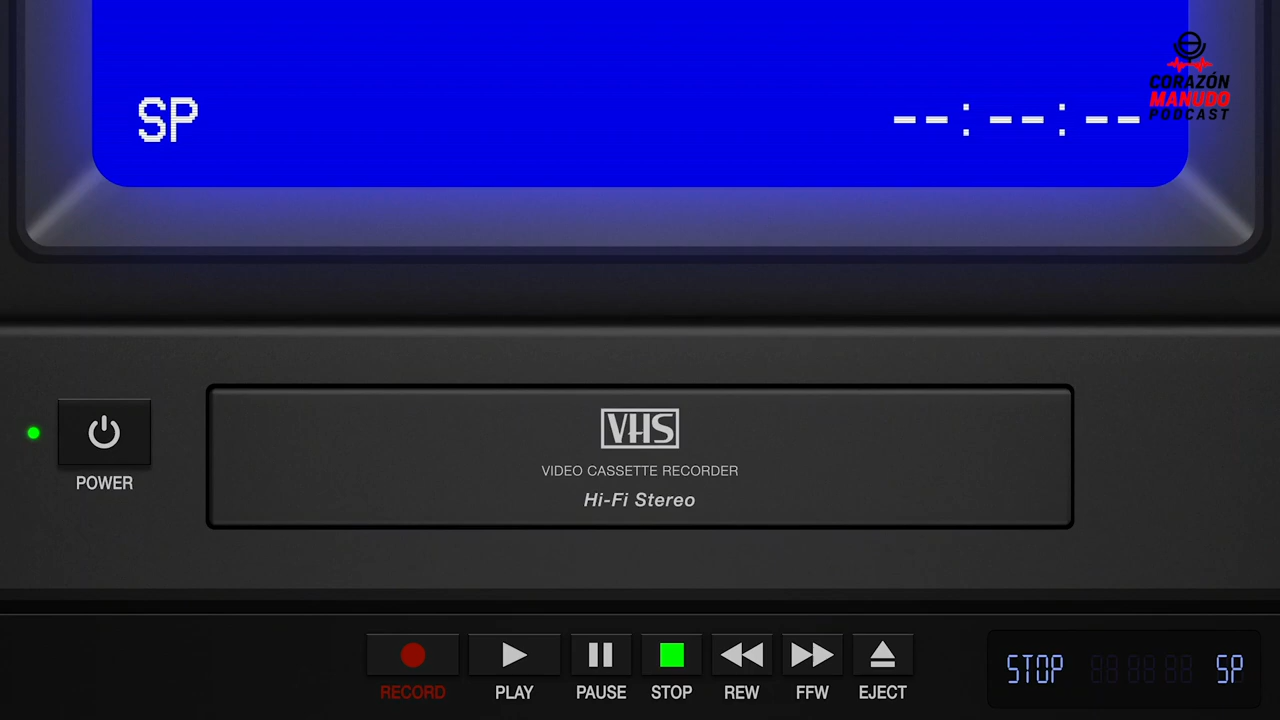 SP
--:--:--
CORAZÓN
MANUDO
PODCAST
VHS
VIDEO CASSETTE RECORDER
Hi-Fi Stereo
POWER
RECORD
PLAY
PAUSE
STOP
REW
FFW
EJECT
STOP
SP